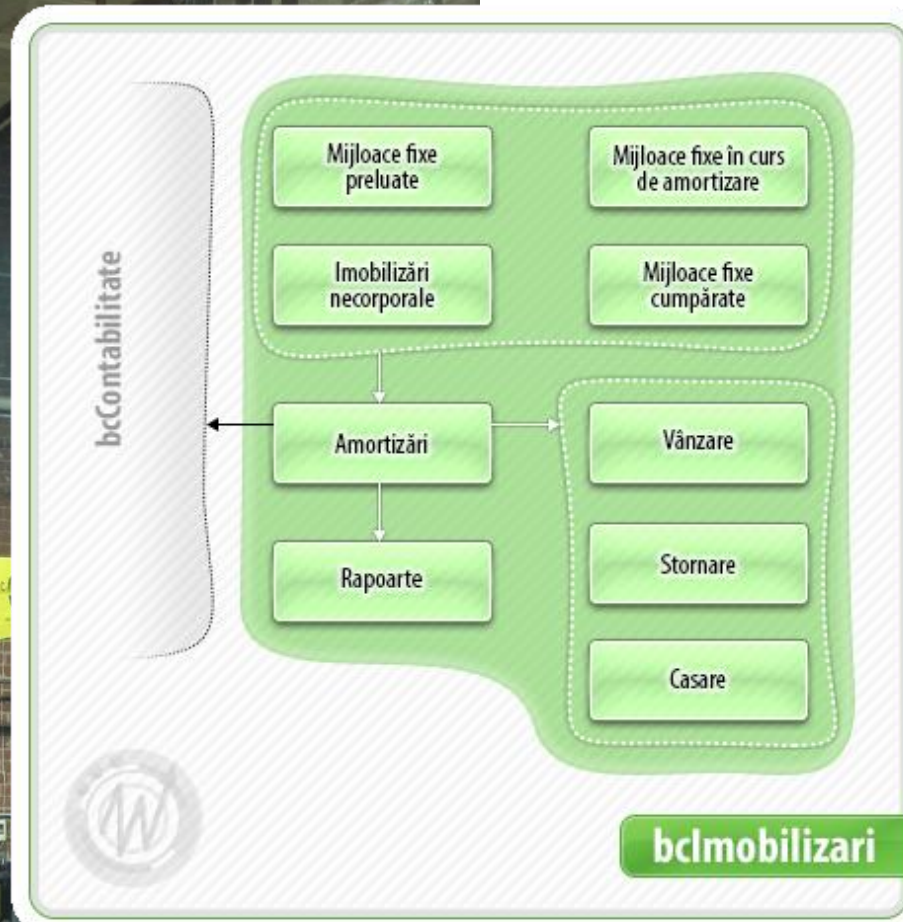 bcContabilitate
Mijloace fixe
preluate
Mijloace fixe în curs
de amortizare
Imobilizări
necorporale
Mijloace fixe
cumpărate
Amortizări
Vânzare
Rapoarte
Stornare
Casare
W
bcImobilizari